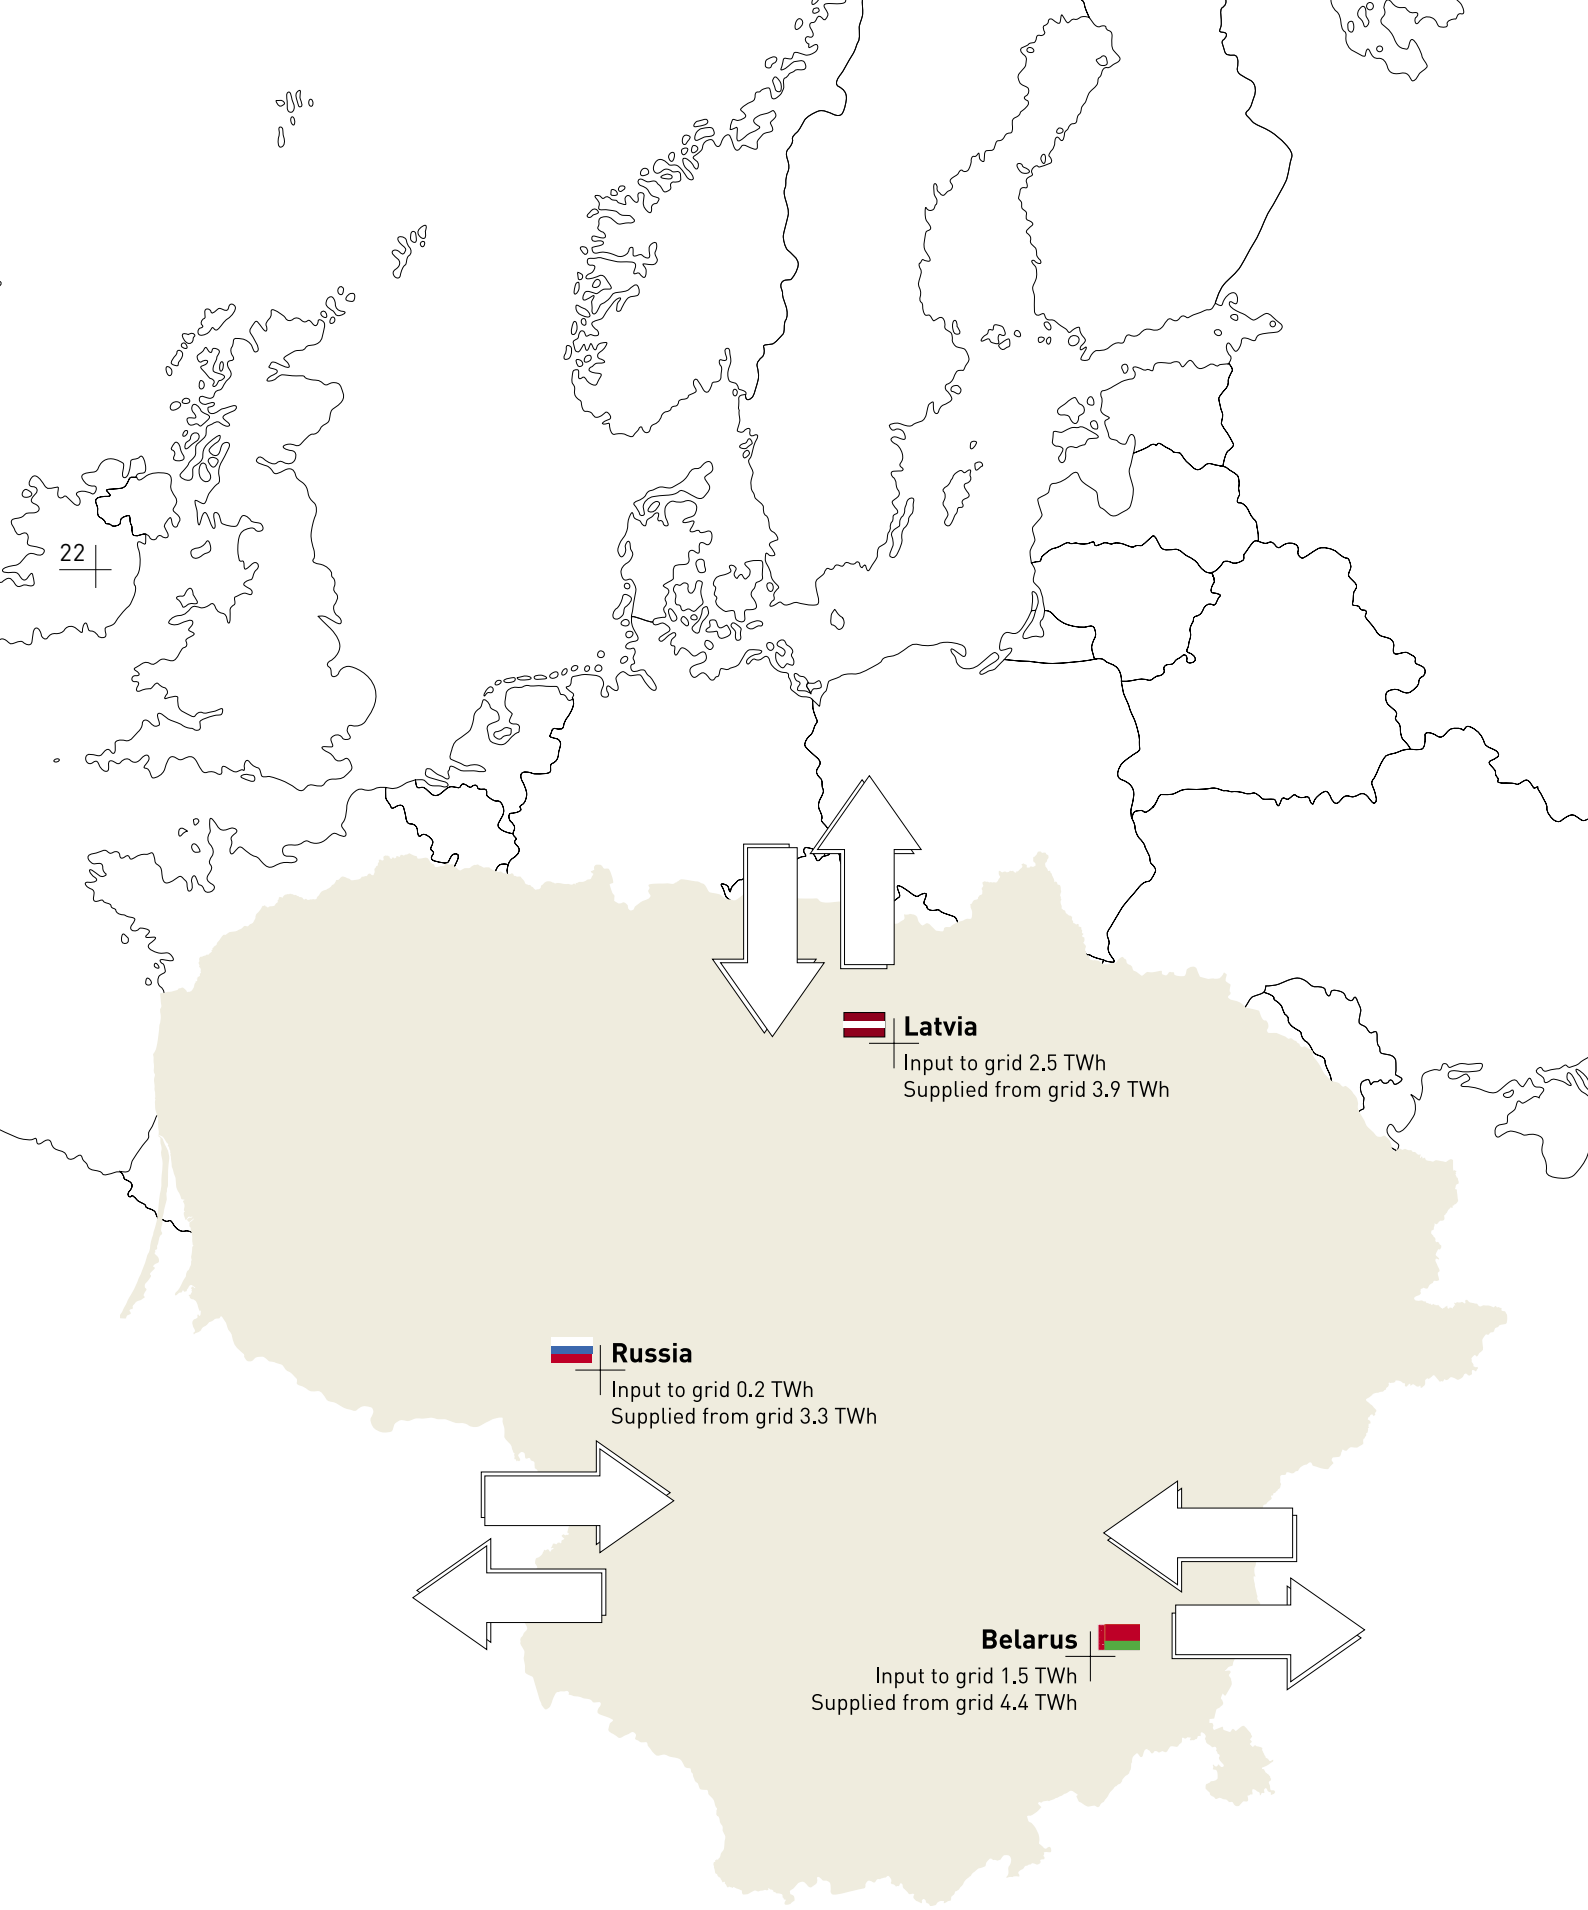 22
Latvia
Input to grid 2.5 TWh
Supplied from grid 3.9 TWh
Russia
Input to grid 0.2 TWh
Supplied from grid 3.3 TWh
Belarus
Input to grid 1.5 TWh
Supplied from grid 4.4 TWh